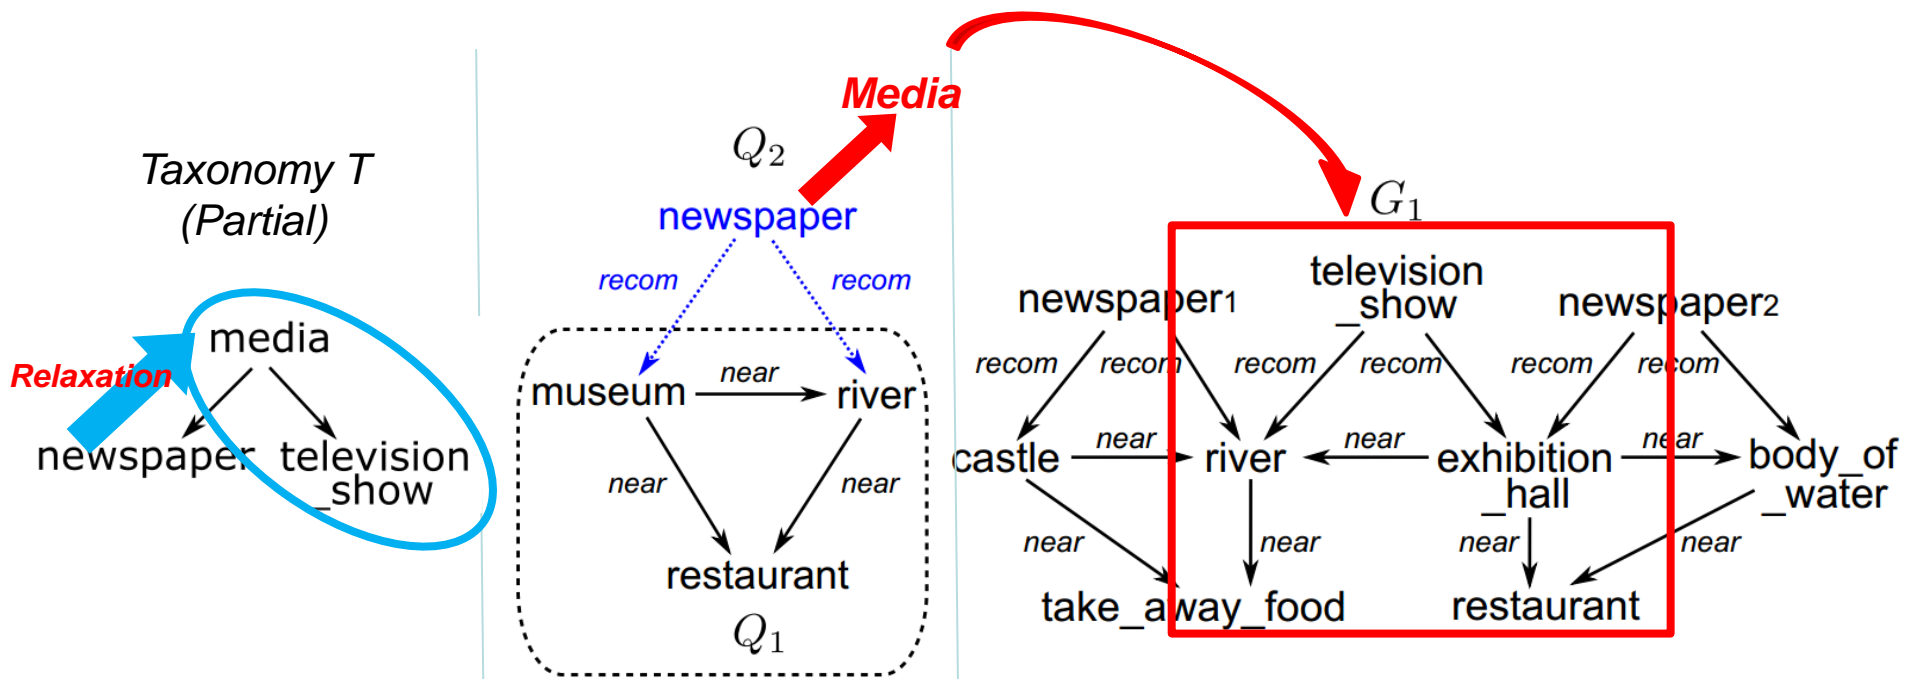 Taxonomy T
(Partial)
media
Relaxation
newspaper
television
_show
Media
Q2
newspaper
recom
recom
museum
near
river
near
near
restaurant
Q1
G1
television
_show
newspaper1
newspaper2
recom
recom
recom
recom
recom
recom
castle
near
river
near
exhibition
_hall
near
body_of
_water
near
near
near
near
take_away_food
restaurant